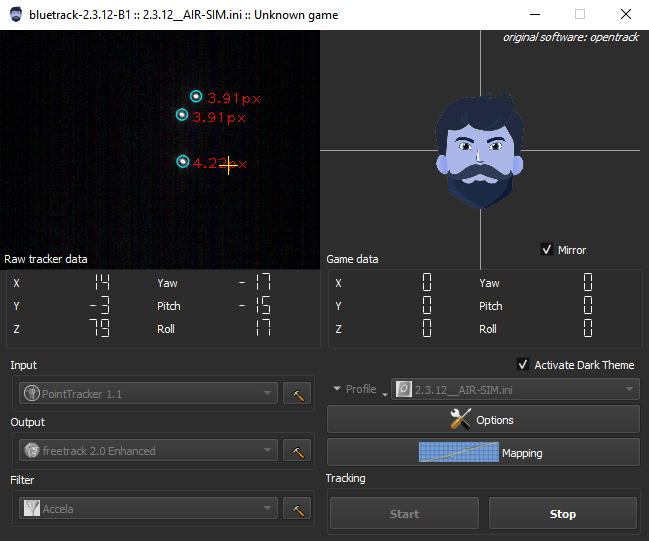 bluetrack-2.3.12-B1 :: 2.3.12__AIR-SIM.ini :: Unknown game
original software: opentrack
3.91px
3.91px
4.22px
Mirror
Raw tracker data
Game data
X 14 Yaw -17
Y -3 Pitch -15
Z 79 Roll 17
X 0 Yaw 0
Y 0 Pitch 0
Z 0 Roll 0
Input
Activate Dark Theme
PointTracker 1.1
Profile
2.3.12__AIR-SIM.ini
Options
Output
freetrack 2.0 Enhanced
Mapping
Filter
Tracking
Accela
Start
Stop